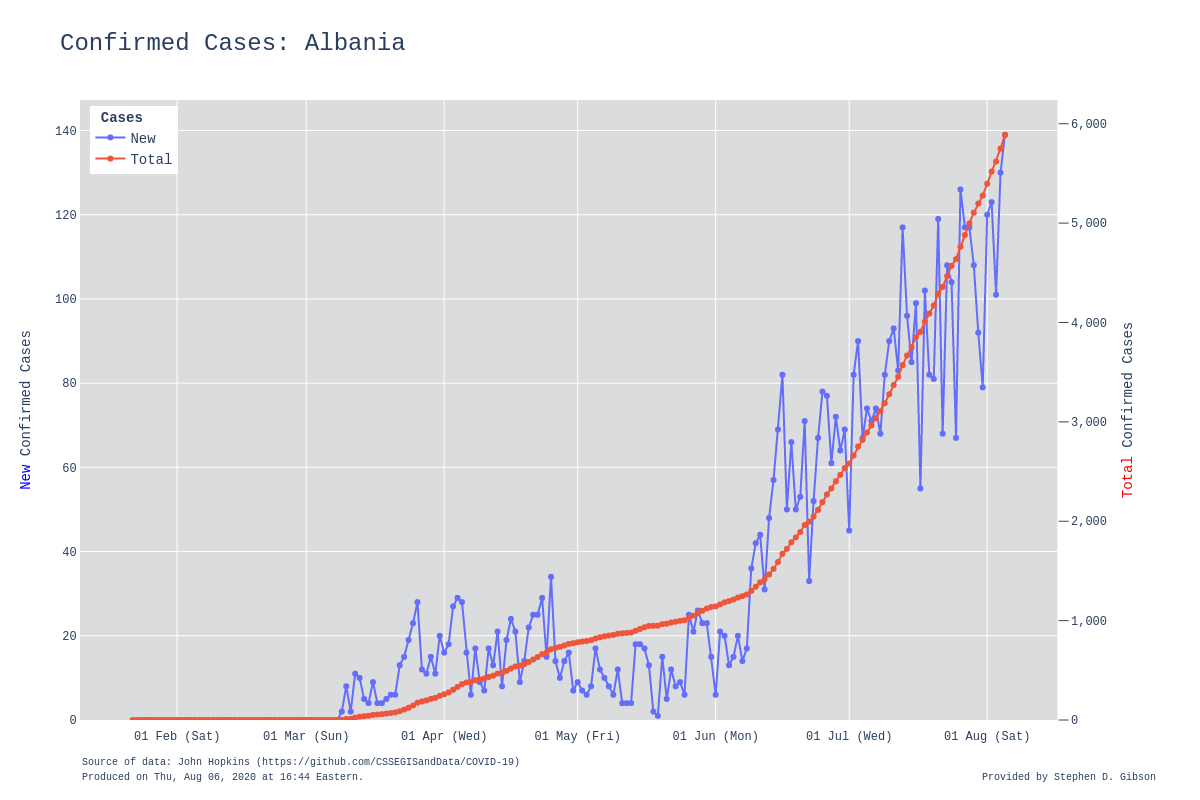 Confirmed Cases: Albania
Cases
New
Total
140
120
100
80
60
40
20
0
6,000
5,000
4,000
3,000
2,000
1,000
0
New Confirmed Cases
Total Confirmed Cases
01 Feb (Sat)
01 Mar (Sun)
01 Apr (Wed)
01 May (Fri)
01 Jun (Mon)
01 Jul (Wed)
01 Aug (Sat)
Source of data: John Hopkins (https://github.com/CSSEGISandData/COVID-19)
Produced on Thu, Aug 06, 2020 at 16:44 Eastern.
Provided by Stephen D. Gibson